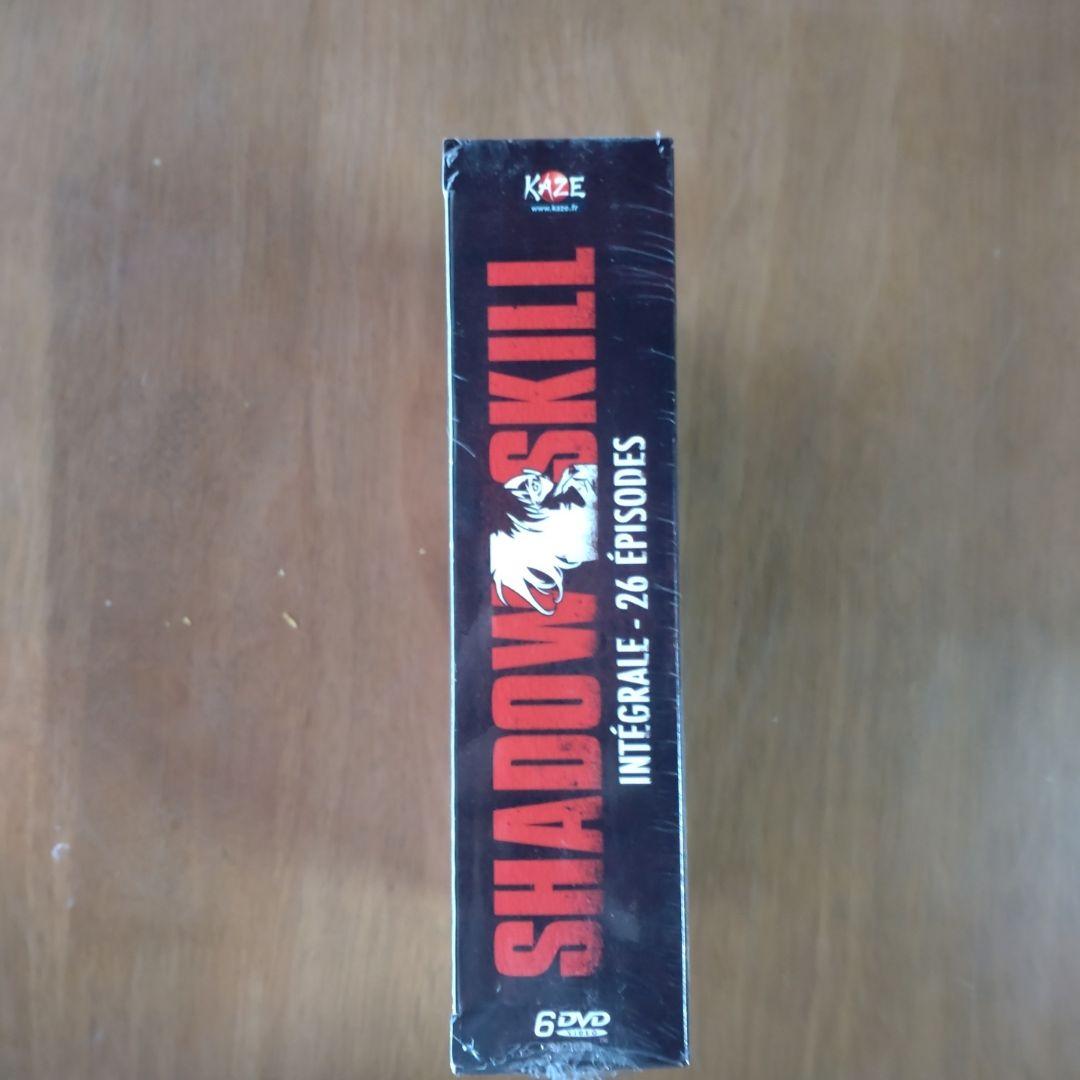 KAZE
www.kaze.fr
SHADOW SKILL
INTÉGRALE - 26 ÉPISODES
6 DVD
VIDEO